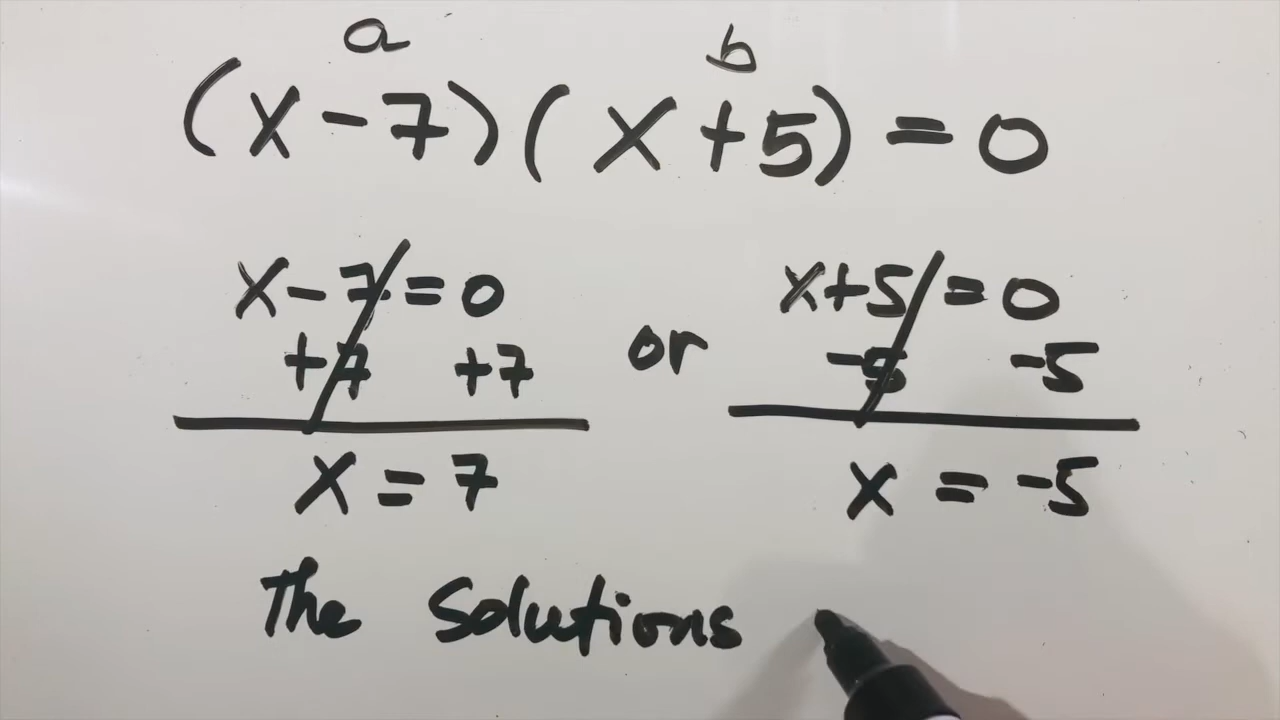 a b
(x-7)(x+5)=0
x-7=0 x+5=0
+7 +7 or -5 -5
x=7 x=-5
The Solutions